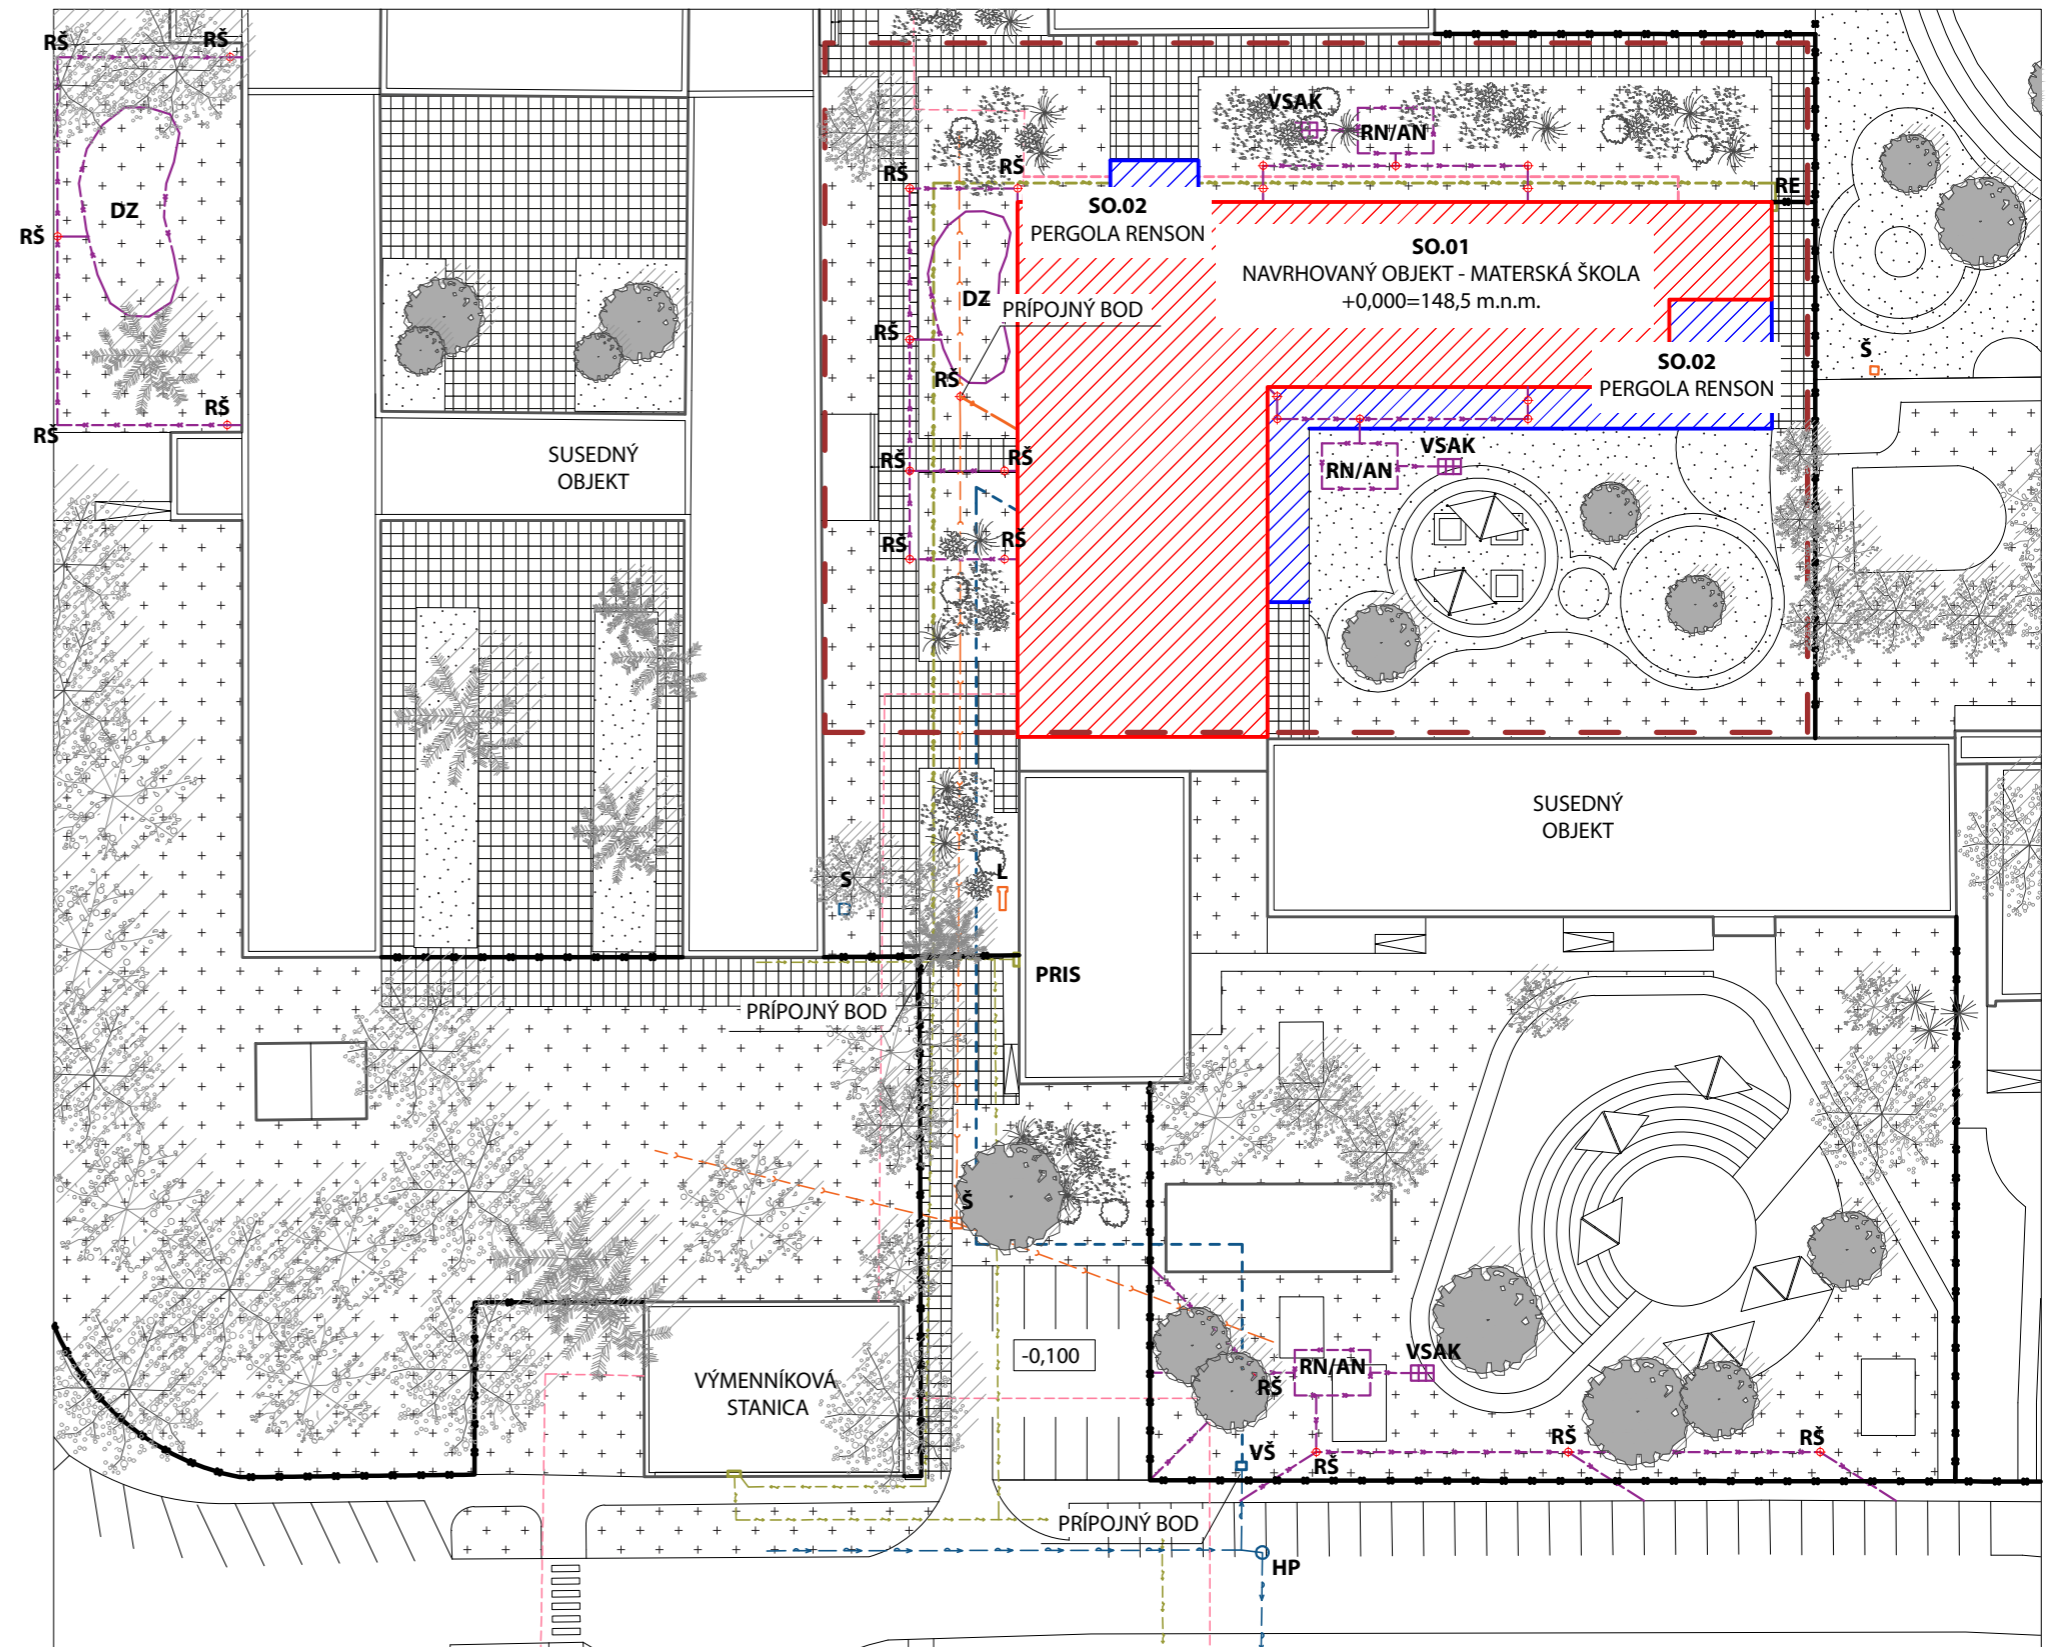 RŠ
RŠ
VSAK
RN/AN
RŠ
RŠ
RE
DZ
SO.02
PERGOLA RENSON
RŠ
SO.01
NAVRHOVANÝ OBJEKT - MATERSKÁ ŠKOLA
+0,000=148,5 m.n.m.
DZ
PRÍPOJNÝ BOD
RŠ
Š
SO.02
PERGOLA RENSON
RŠ
RŠ
RŠ
SUSEDNÝ
OBJEKT
RŠ
RŠ
VSAK
RN/AN
RŠ
RŠ
SUSEDNÝ
OBJEKT
S
L
PRIS
PRÍPOJNÝ BOD
Š
-0,100
VSAK
RN/AN
RŠ
VÝMENNÍKOVÁ
STANICA
RŠ
RŠ
VŠ
RŠ
PRÍPOJNÝ BOD
HP